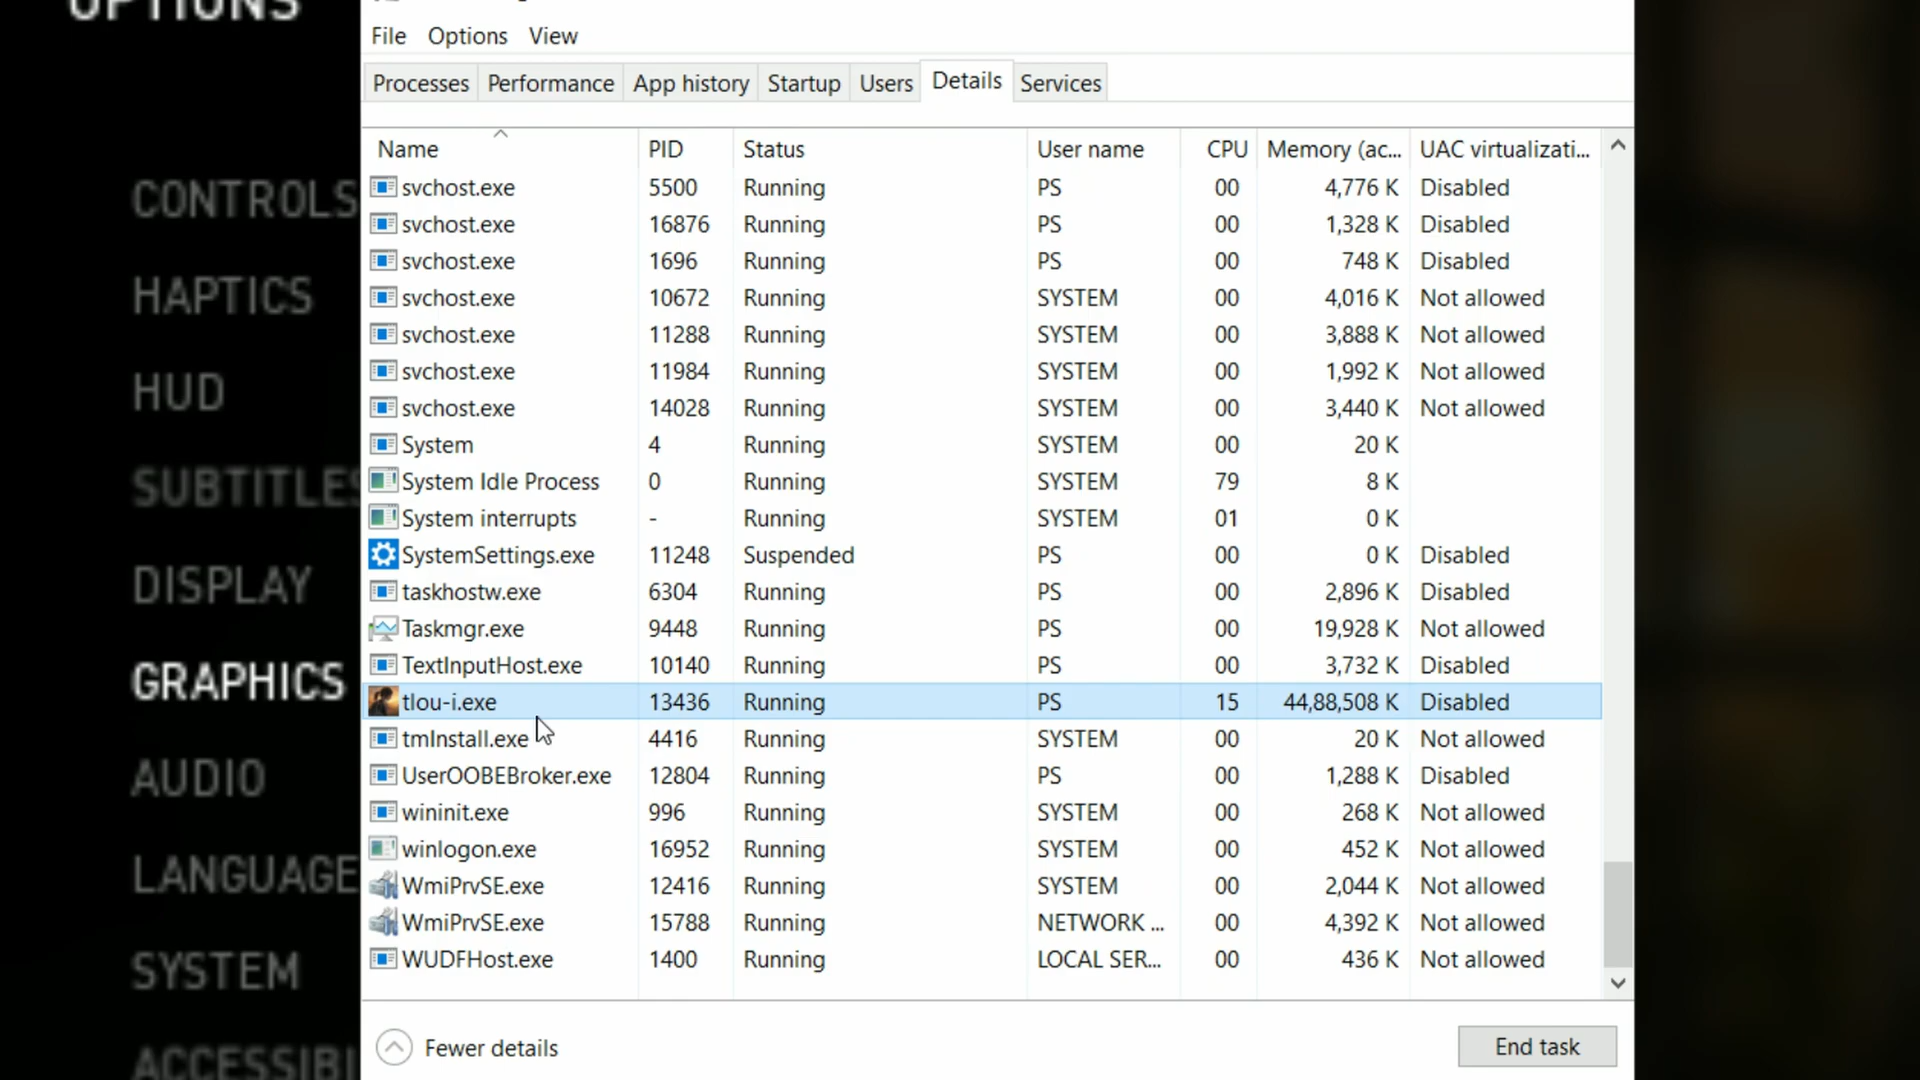 OPTIONS
CONTROLS
HAPTICS
HUD
SUBTITLES
DISPLAY
GRAPHICS
AUDIO
LANGUAGE
SYSTEM
ACCESSIBI
File Options View
Processes Performance App history Startup Users Details Services
Name PID Status User name CPU Memory (ac... UAC virtualizati...
svchost.exe 5500 Running PS 00 4,776 K Disabled
svchost.exe 16876 Running PS 00 1,328 K Disabled
svchost.exe 1696 Running PS 00 748 K Disabled
svchost.exe 10672 Running SYSTEM 00 4,016 K Not allowed
svchost.exe 11288 Running SYSTEM 00 3,888 K Not allowed
svchost.exe 11984 Running SYSTEM 00 1,992 K Not allowed
svchost.exe 14028 Running SYSTEM 00 3,440 K Not allowed
System 4 Running SYSTEM 00 20 K
System Idle Process 0 Running SYSTEM 79 8 K
System interrupts - Running SYSTEM 01 0 K
SystemSettings.exe 11248 Suspended PS 00 0 K Disabled
taskhostw.exe 6304 Running PS 00 2,896 K Disabled
Taskmgr.exe 9448 Running PS 00 19,928 K Not allowed
TextInputHost.exe 10140 Running PS 00 3,732 K Disabled
tlou-i.exe 13436 Running PS 15 44,88,508 K Disabled
tmInstall.exe 4416 Running SYSTEM 00 20 K Not allowed
UserOOBEBroker.exe 12804 Running PS 00 1,288 K Disabled
wininit.exe 996 Running SYSTEM 00 268 K Not allowed
winlogon.exe 16952 Running SYSTEM 00 452 K Not allowed
WmiPrvSE.exe 12416 Running SYSTEM 00 2,044 K Not allowed
WmiPrvSE.exe 15788 Running NETWORK ... 00 4,392 K Not allowed
WUDFHost.exe 1400 Running LOCAL SER... 00 436 K Not allowed
Fewer details
End task